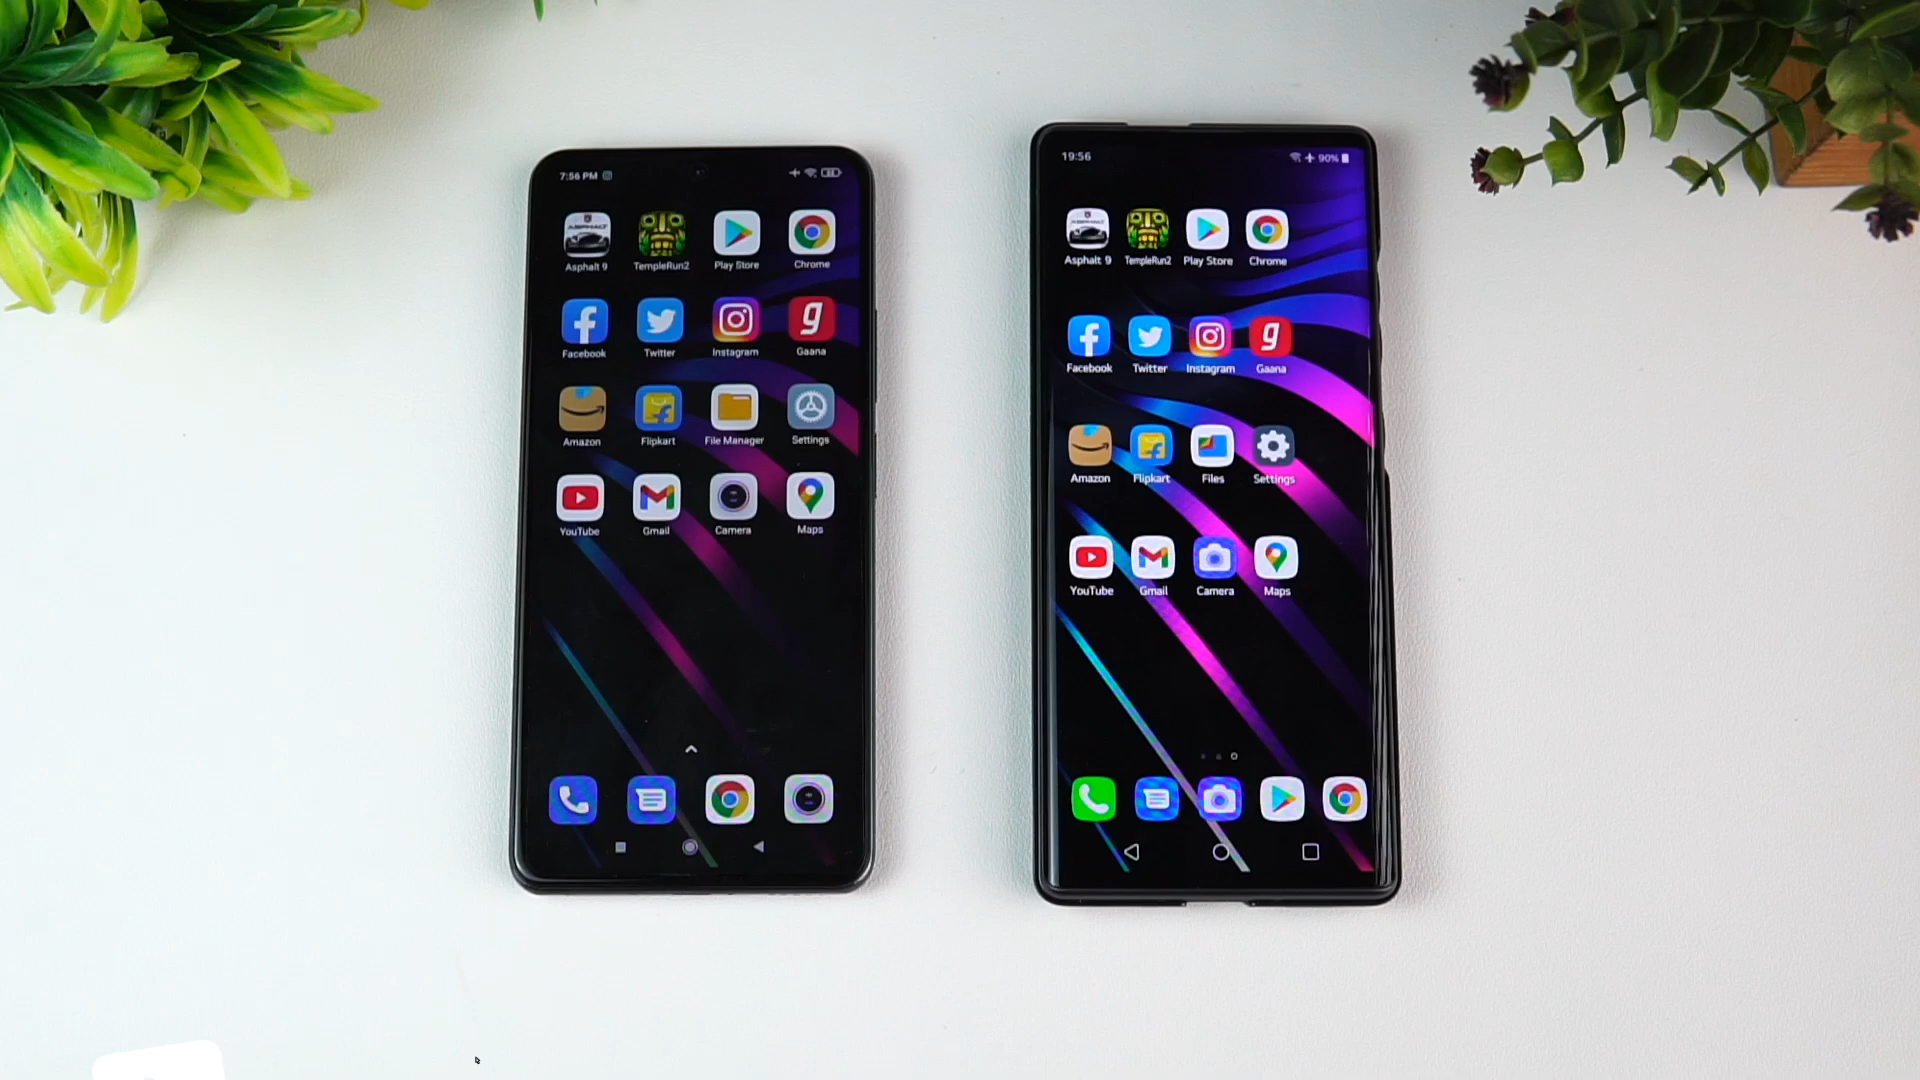 7:56 PM
ASPHALT
Asphalt 9
TempleRun2
Play Store
Chrome
Facebook
Twitter
Instagram
Gaana
Amazon
Flipkart
File Manager
Settings
YouTube
Gmail
Camera
Maps
19:56
90%
ASPHALT
Asphalt 9
TempleRun2
Play Store
Chrome
Facebook
Twitter
Instagram
Gaana
Amazon
Flipkart
Files
Settings
YouTube
Gmail
Camera
Maps